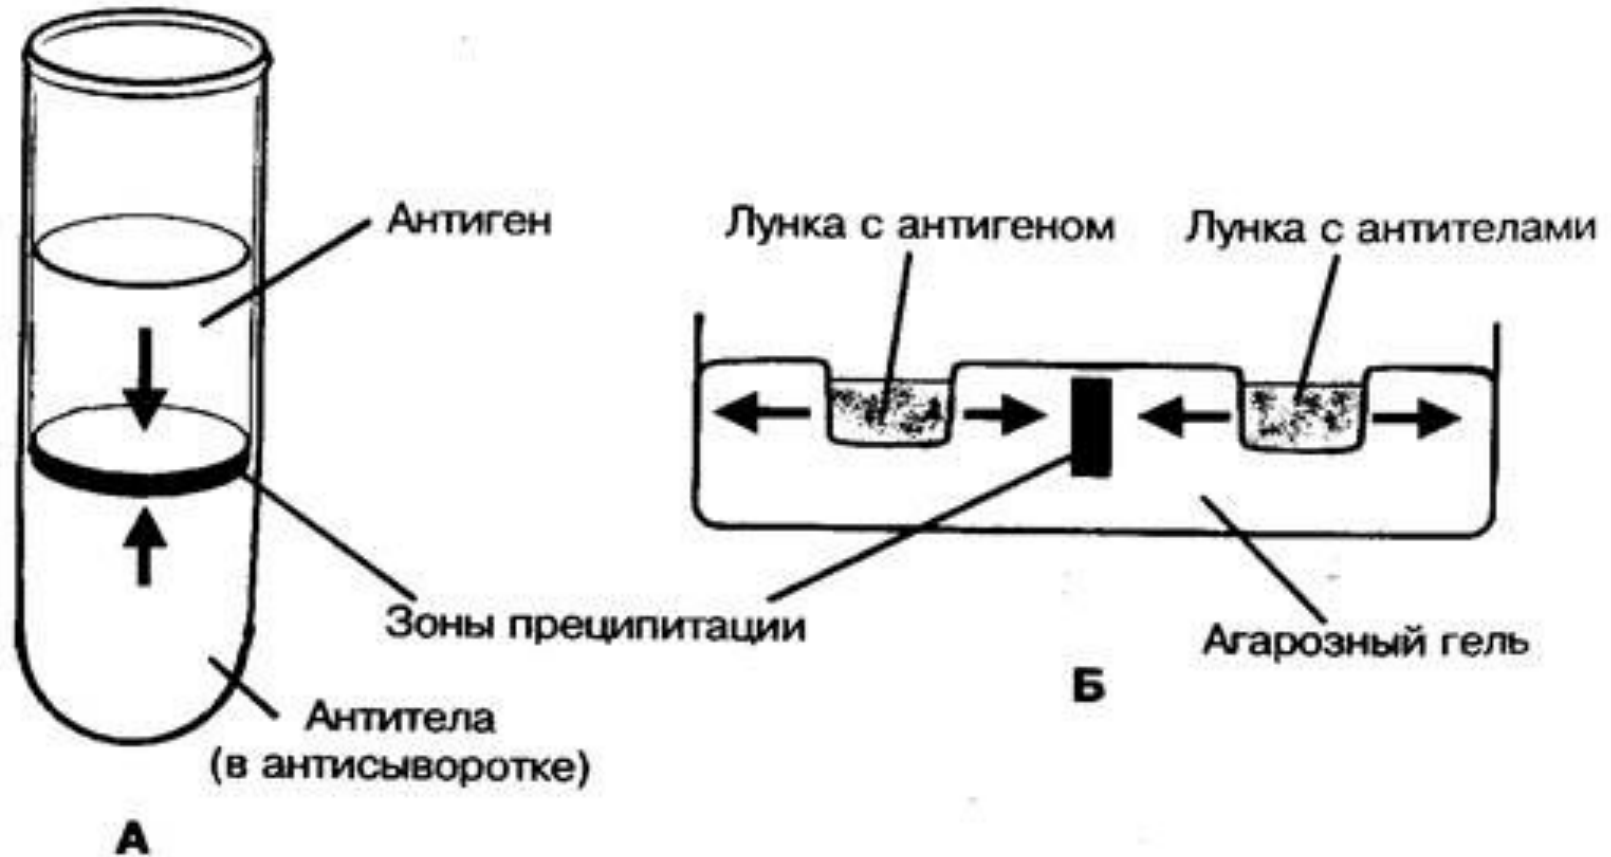 Антиген
Лунка с антигеном
Лунка с антителами
Зоны преципитации
Агарозный гель
Антитела
(в антисыворотке)
А
Б